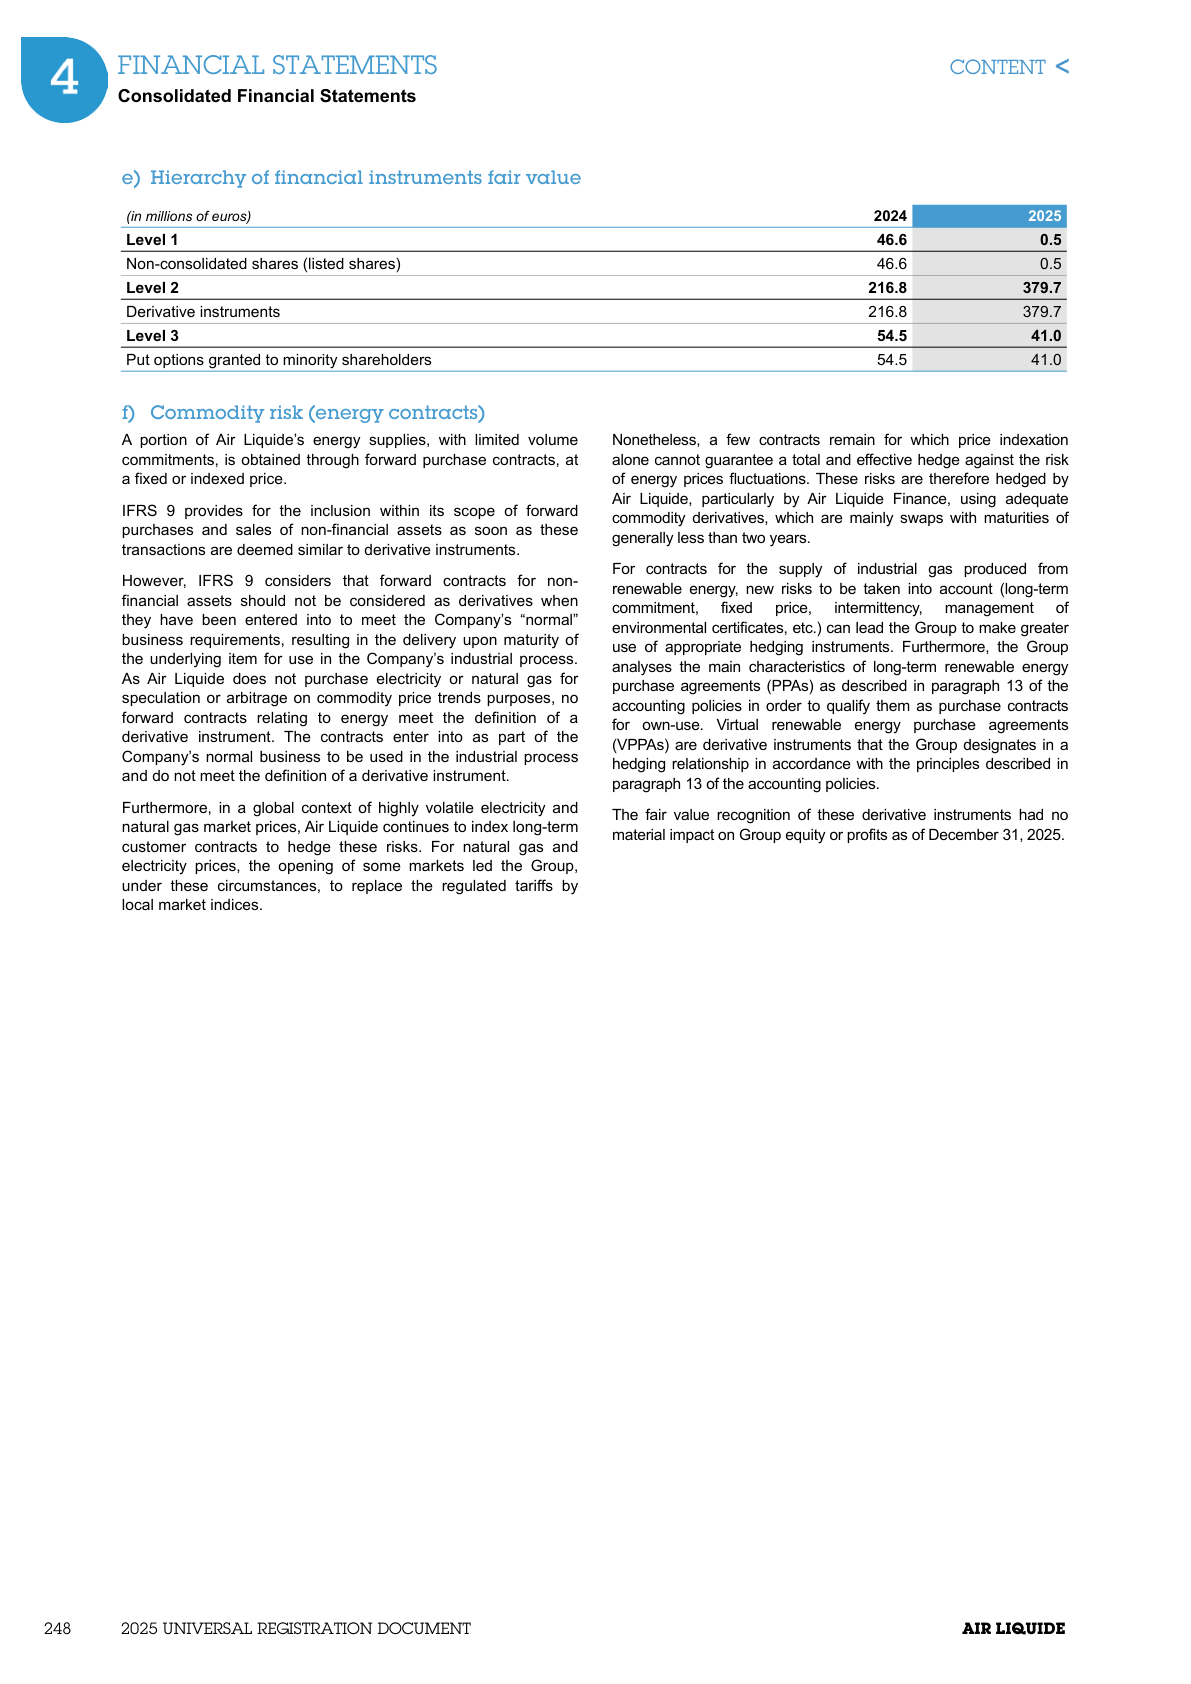 4
FINANCIAL STATEMENTS
CONTENT <
Consolidated Financial Statements
e) Hierarchy of financial instruments fair value
(in millions of euros) 2024 2025
Level 1 46.6 0.5
Non-consolidated shares (listed shares) 46.6 0.5
Level 2 216.8 379.7
Derivative instruments 216.8 379.7
Level 3 54.5 41.0
Put options granted to minority shareholders 54.5 41.0
f) Commodity risk (energy contracts)
A portion of Air Liquide’s energy supplies, with limited volume
commitments, is obtained through forward purchase contracts, at
a fixed or indexed price.
IFRS 9 provides for the inclusion within its scope of forward
purchases and sales of non-financial assets as soon as these
transactions are deemed similar to derivative instruments.
However, IFRS 9 considers that forward contracts for non-
financial assets should not be considered as derivatives when
they have been entered into to meet the Company’s “normal”
business requirements, resulting in the delivery upon maturity of
the underlying item for use in the Company’s industrial process.
As Air Liquide does not purchase electricity or natural gas for
speculation or arbitrage on commodity price trends purposes, no
forward contracts relating to energy meet the definition of a
derivative instrument. The contracts enter into as part of the
Company’s normal business to be used in the industrial process
and do not meet the definition of a derivative instrument.
Furthermore, in a global context of highly volatile electricity and
natural gas market prices, Air Liquide continues to index long-term
customer contracts to hedge these risks. For natural gas and
electricity prices, the opening of some markets led the Group,
under these circumstances, to replace the regulated tariffs by
local market indices.
Nonetheless, a few contracts remain for which price indexation
alone cannot guarantee a total and effective hedge against the risk
of energy prices fluctuations. These risks are therefore hedged by
Air Liquide, particularly by Air Liquide Finance, using adequate
commodity derivatives, which are mainly swaps with maturities of
generally less than two years.
For contracts for the supply of industrial gas produced from
renewable energy, new risks to be taken into account (long-term
commitment, fixed price, intermittency, management of
environmental certificates, etc.) can lead the Group to make greater
use of appropriate hedging instruments. Furthermore, the Group
analyses the main characteristics of long-term renewable energy
purchase agreements (PPAs) as described in paragraph 13 of the
accounting policies in order to qualify them as purchase contracts
for own-use. Virtual renewable energy purchase agreements
(VPPAs) are derivative instruments that the Group designates in a
hedging relationship in accordance with the principles described in
paragraph 13 of the accounting policies.
The fair value recognition of these derivative instruments had no
material impact on Group equity or profits as of December 31, 2025.
248 2025 UNIVERSAL REGISTRATION DOCUMENT AIR LIQUIDE